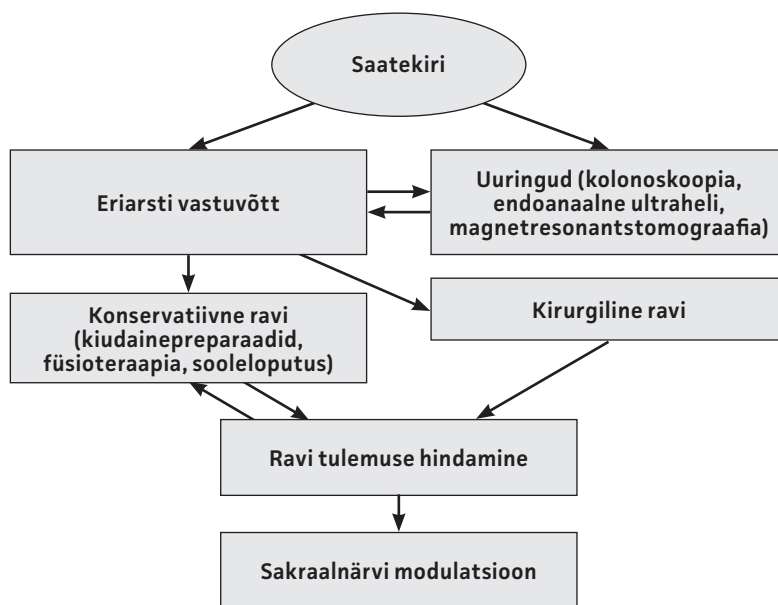 Saatekiri
Eriarsti vastuvõtt
Uuringud (kolonoskoopia,
endoanaalne ultraheli,
magnetresonantstomograafia)
Konservatiivne ravi
(kiudainepreparaadid,
füsioteraapia, sooleloputus)
Kirurgiline ravi
Ravi tulemuse hindamine
Sakraalnärvi modulatsioon